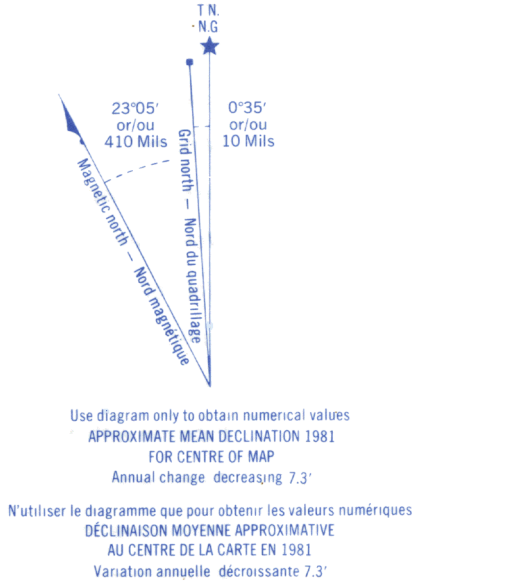 T N.
N.G
23°05′
or/ou
410 Mils
0°35′
or/ou
10 Mils
Magnetic north — Nord magnétique
Grid north — Nord du quadrillage
Use diagram only to obtain numerical values
APPROXIMATE MEAN DECLINATION 1981
FOR CENTRE OF MAP
Annual change decreasing 7.3′
N'utiliser le diagramme que pour obtenir les valeurs numériques
DÉCLINAISON MOYENNE APPROXIMATIVE
AU CENTRE DE LA CARTE EN 1981
Variation annuelle décroissante 7.3′